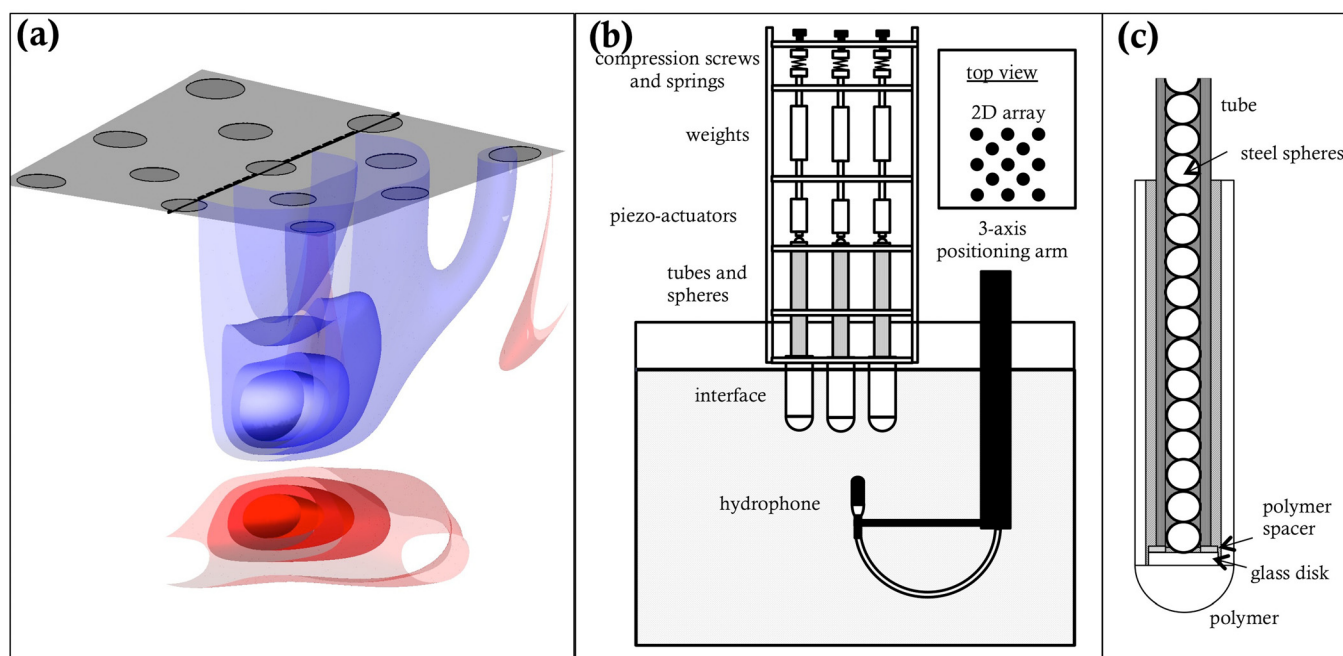 (a)
(b)
compression screws
and springs
weights
piezo-actuators
tubes and
spheres
interface
hydrophone
top view
2D array
3-axis
positioning arm
(c)
tube
steel spheres
polymer
spacer
glass disk
polymer